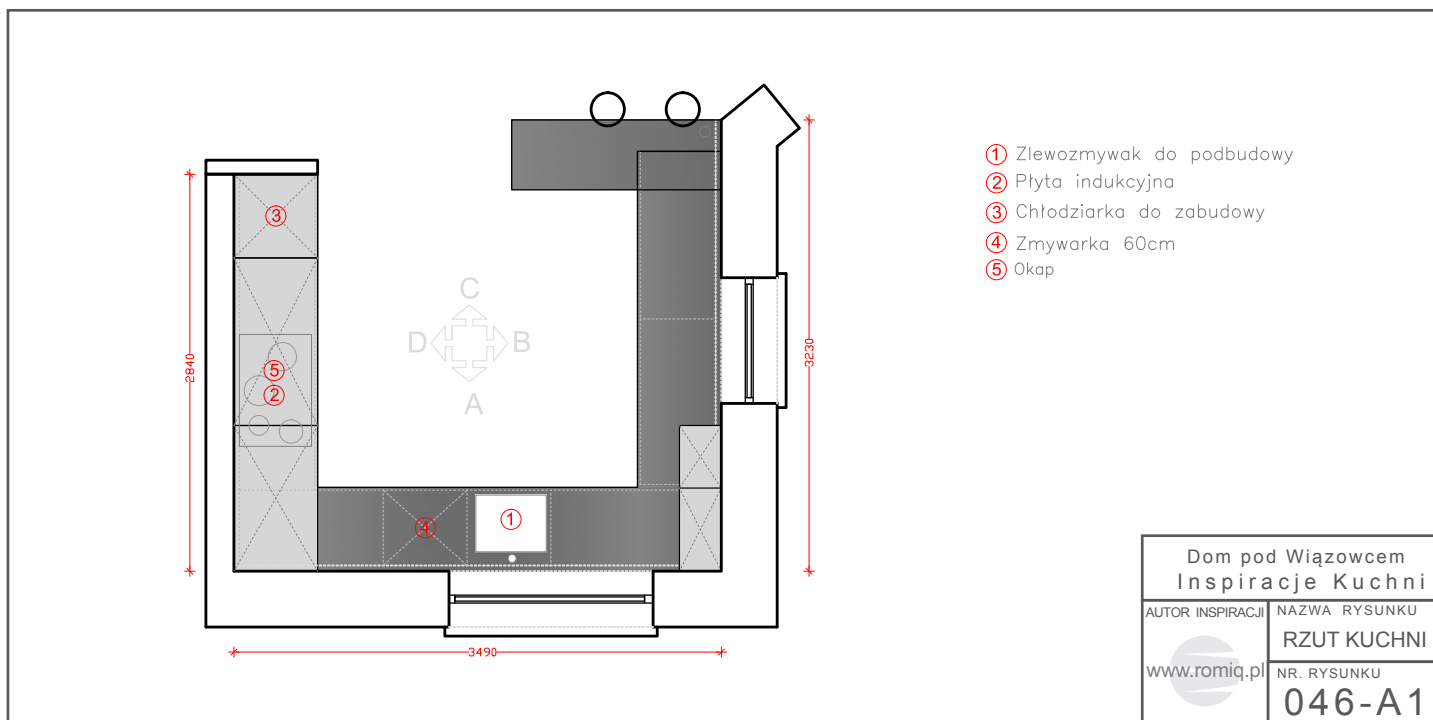 ① Zlewozmywak do podbudowy
② Płyta indukcyjna
③ Chłodziarka do zabudowy
④ Zmywarka 60cm
⑤ Okap
3
5
2
4
1
C
D
B
A
2840
3230
3490
Dom pod Wiązowcem
Inspiracje Kuchni
AUTOR INSPIRACJI
www.romiq.pl
NAZWA RYSUNKU
RZUT KUCHNI
NR. RYSUNKU
046-A1